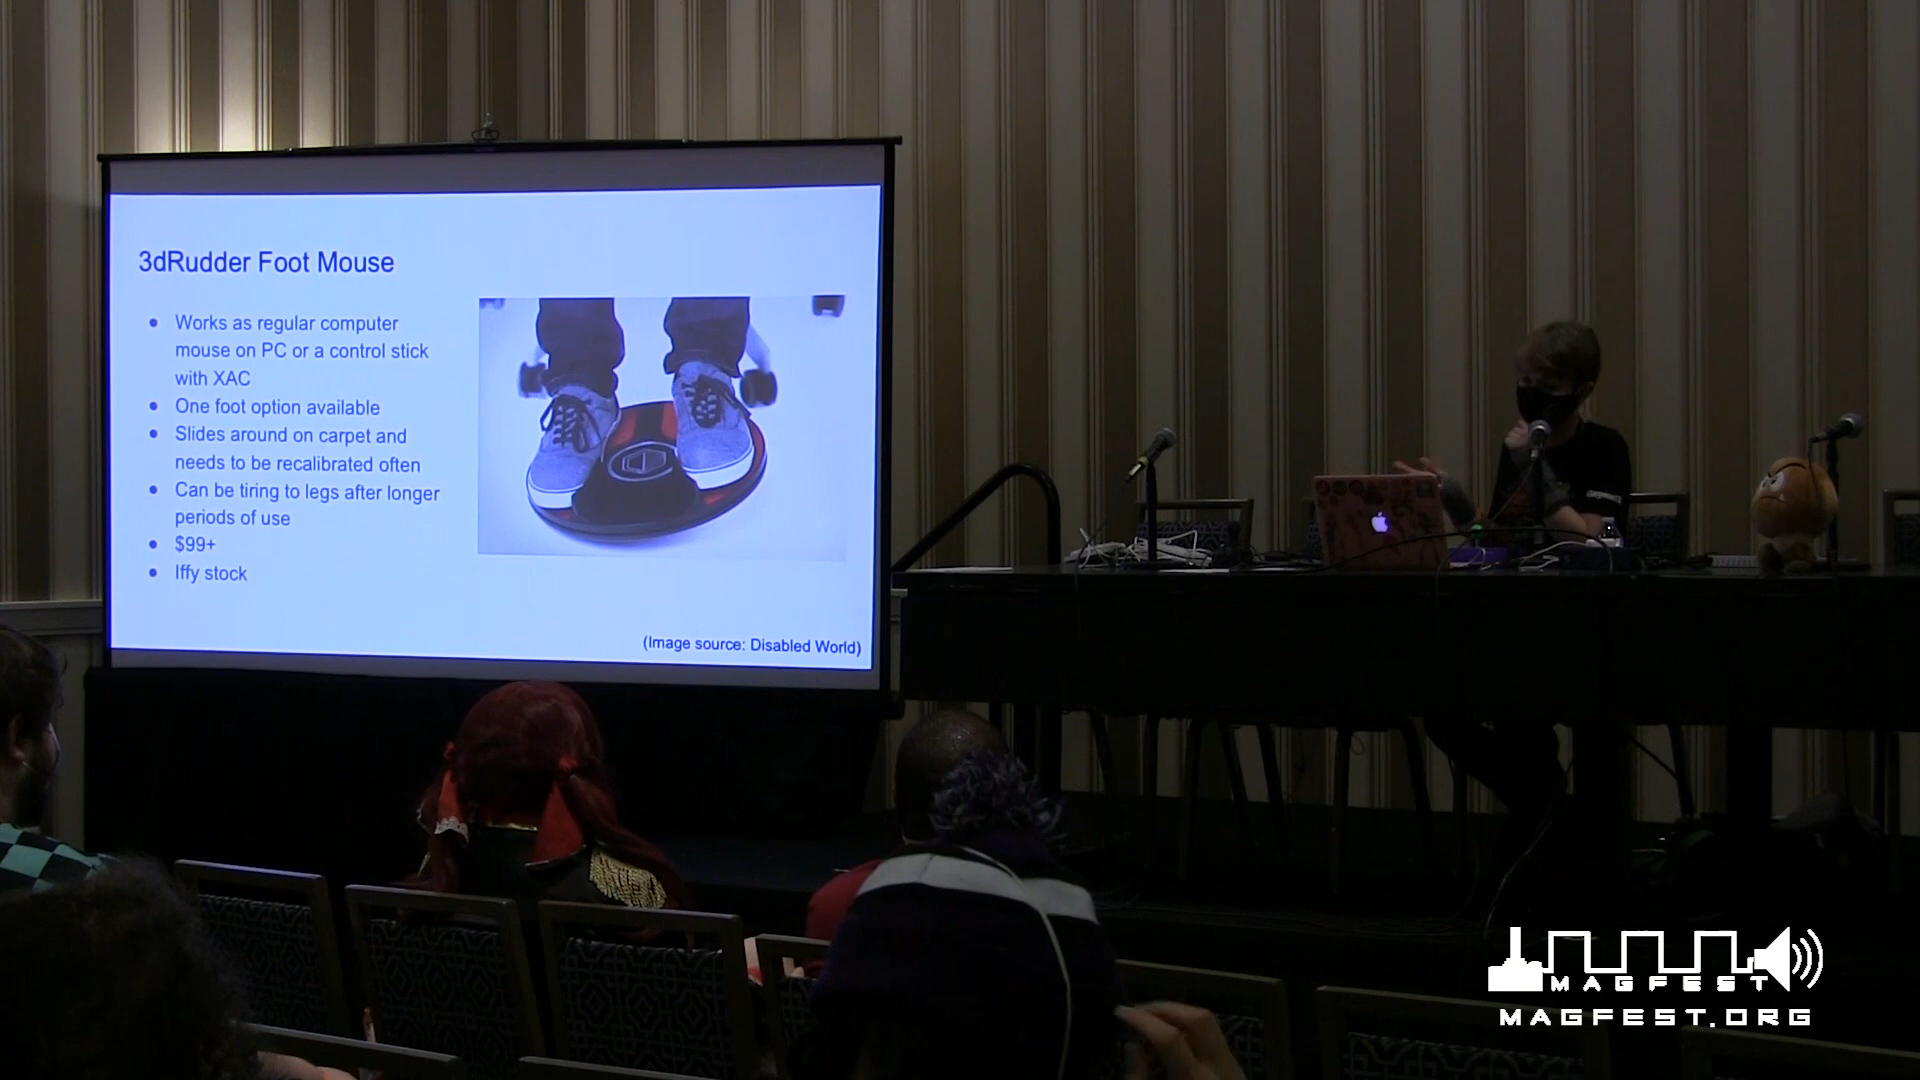 3dRudder Foot Mouse
• Works as regular computer
mouse on PC or a control stick
with XAC
• One foot option available
• Slides around on carpet and
needs to be recalibrated often
• Can be tiring to legs after longer
periods of use
• $99+
• Iffy stock
(Image source: Disabled World)
MAGFEST
MAGFEST.ORG